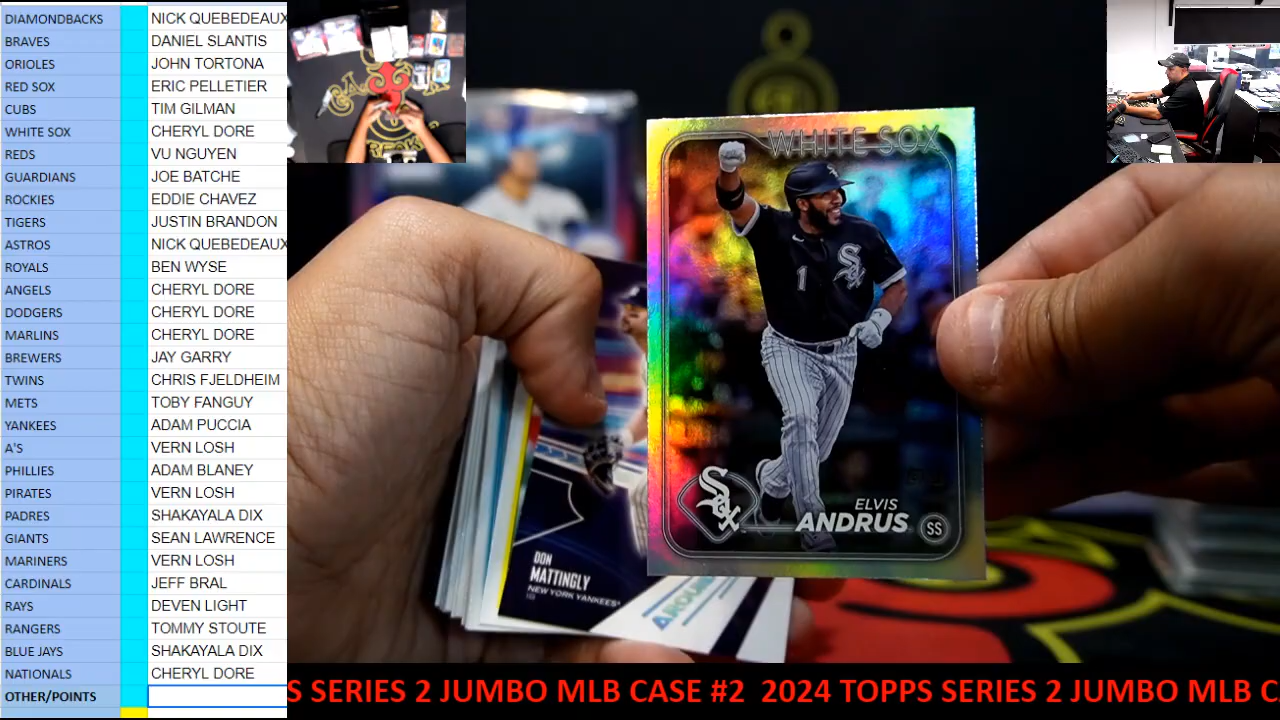 DIAMONDBACKS NICK QUEBEDEAUX
BRAVES DANIEL SLANTIS
ORIOLES JOHN TORTONA
RED SOX ERIC PELLETIER
CUBS TIM GILMAN
WHITE SOX CHERYL DORE
REDS VU NGUYEN
GUARDIANS JOE BATCHE
ROCKIES EDDIE CHAVEZ
TIGERS JUSTIN BRANDON
ASTROS NICK QUEBEDEAUX
ROYALS BEN WYSE
ANGELS CHERYL DORE
DODGERS CHERYL DORE
MARLINS CHERYL DORE
BREWERS JAY GARRY
TWINS CHRIS FJELDHEIM
METS TOBY FANGUY
YANKEES ADAM PUCCIA
A'S VERN LOSH
PHILLIES ADAM BLANEY
PIRATES VERN LOSH
PADRES SHAKAYALA DIX
GIANTS SEAN LAWRENCE
MARINERS VERN LOSH
CARDINALS JEFF BRAL
RAYS DEVEN LIGHT
RANGERS TOMMY STOUTE
BLUE JAYS SHAKAYALA DIX
NATIONALS CHERYL DORE
OTHER/POINTS
WHITE SOX
1
Sox
Sox
ELVIS
ANDRUS SS
DON
MATTINGLY
NEW YORK YANKEES
S SERIES 2 JUMBO MLB CASE #2 2024 TOPPS SERIES 2 JUMBO MLB C